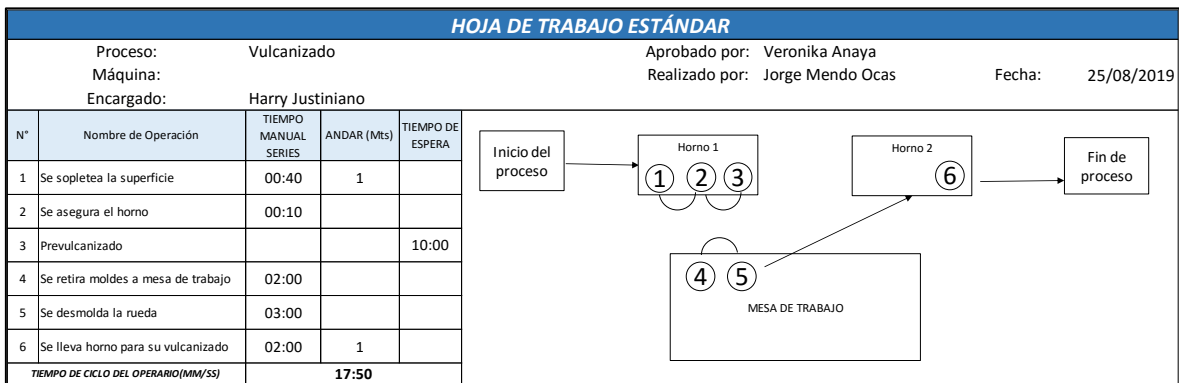 HOJA DE TRABAJO ESTÁNDAR
Proces​o: Vulcanizado Aprobado por: Veronika Anaya
Máquina: Realizado por: Jorge Mendo Ocas Fecha: 25/08/2019
Encargado: Harry Justiniano
N° Nombre de Operación TIEMPO MANUAL SERIES ANDAR (Mts) TIEMPO DE ESPERA
1 Se sopletea la superficie 00:40 1
2 Se asegura el horno 00:10
3 Prevulcanizado 10:00
4 Se retira moldes a mesa de trabajo 02:00
5 Se desmolda la rueda 03:00
6 Se lleva horno para su vulcanizado 02:00 1
TIEMPO DE CICLO DEL OPERARIO(MM/SS) 17:50
Inicio del
proceso
Horno 1
1 2 3
Horno 2
6
Fin de
proceso
4 5
MESA DE TRABAJO